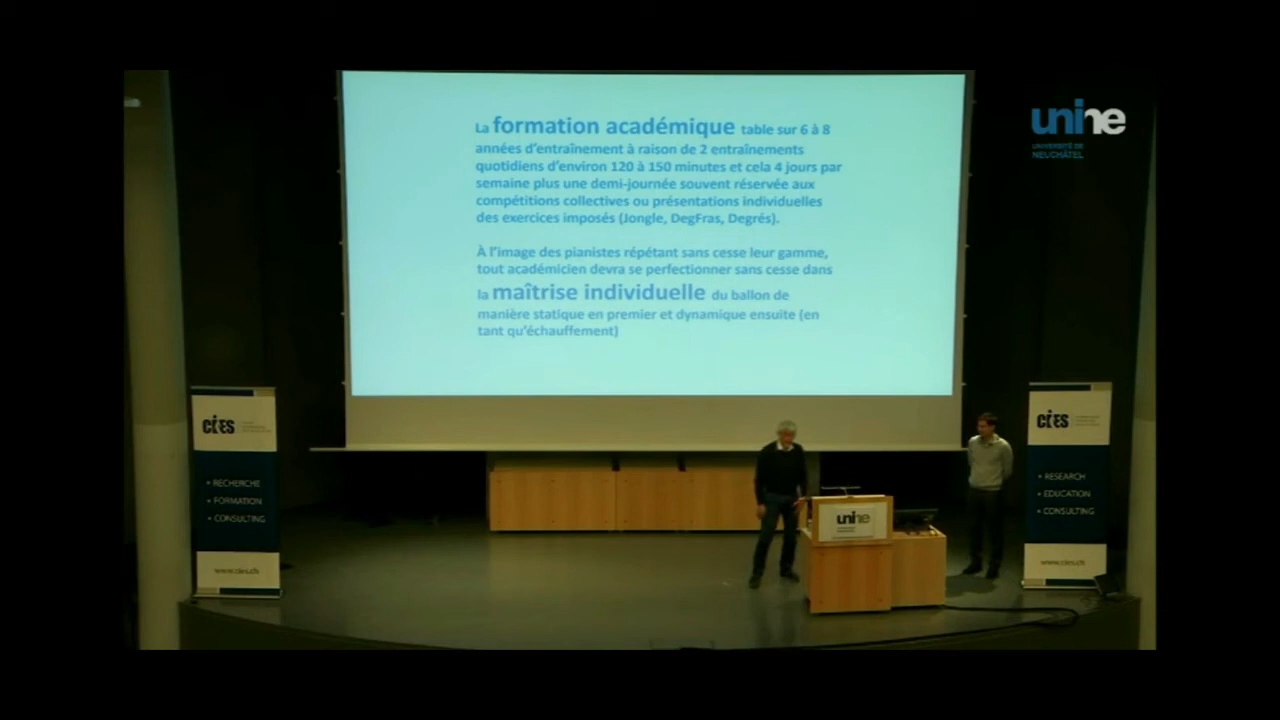 La formation académique table sur 6 à 8
années d'entraînement à raison de 2 entraînements
quotidiens d'environ 120 à 150 minutes et cela 4 jours par
semaine plus une demi-journée souvent réservée aux
compétitions collectives ou présentations individuelles
des exercices imposés (Jongle, DegFras, Degrés).
À l'image des pianistes répétant sans cesse leur gamme,
tout académicien devra se perfectionner sans cesse dans
la maîtrise individuelle du ballon de
manière statique en premier et dynamique ensuite (en
tant qu'échauffement)
unine
UNIVERSITÉ DE
NEUCHÂTEL
CIES
• RECHERCHE
• FORMATION
• CONSULTING
www.cies.ch
unine
CIES
• RESEARCH
• EDUCATION
• CONSULTING
www.cies.ch